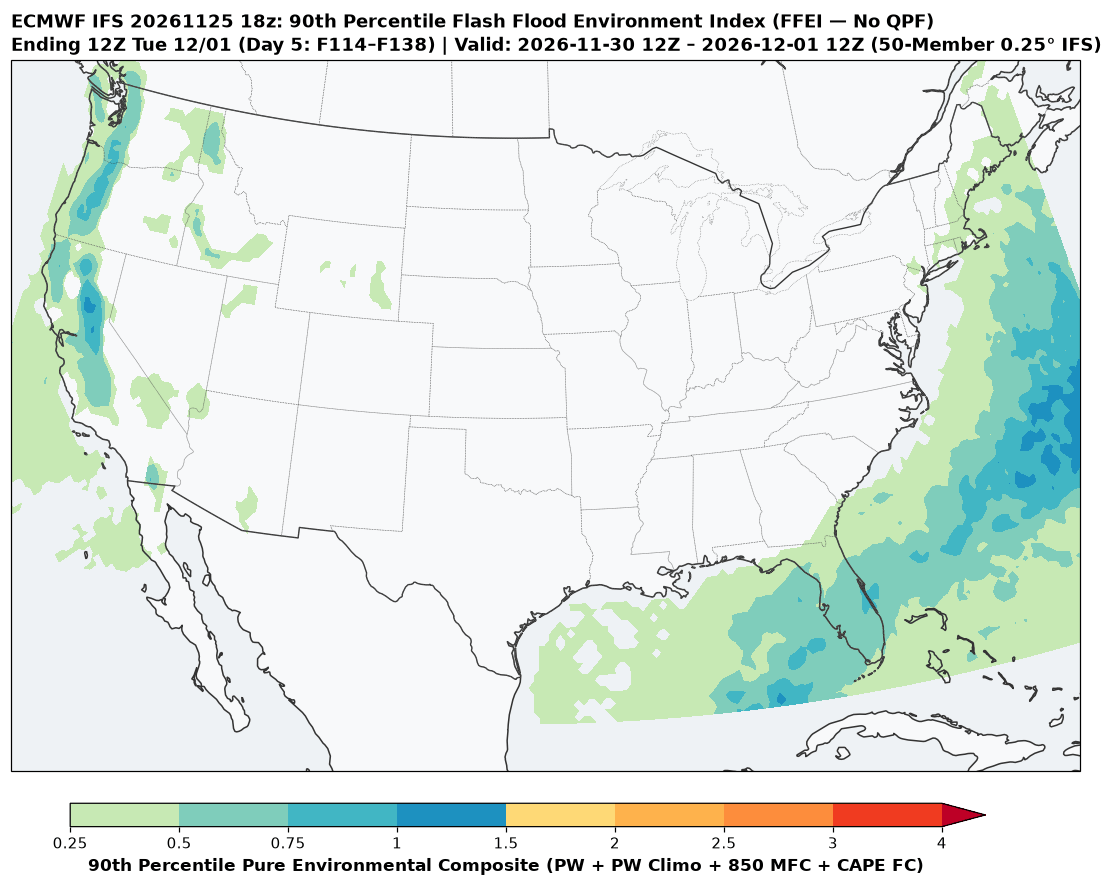 ECMWF IFS 20261125 18z: 90th Percentile Flash Flood Environment Index (FFEI — No QPF)
Ending 12Z Tue 12/01 (Day 5: F114–F138) | Valid: 2026-11-30 12Z – 2026-12-01 12Z (50-Member 0.25° IFS)
0.25 0.5 0.75 1 1.5 2 2.5 3 4
90th Percentile Pure Environmental Composite (PW + PW Climo + 850 MFC + CAPE FC)